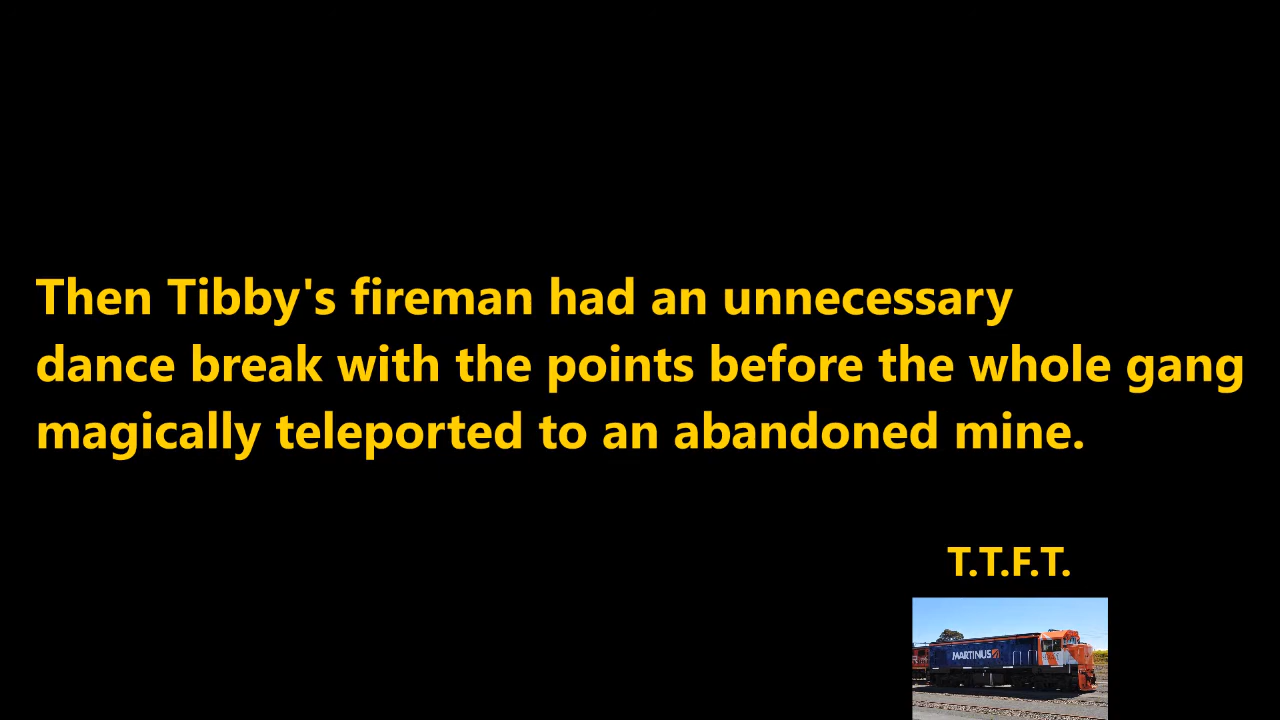 Then Tibby's fireman had an unnecessary
dance break with the points before the whole gang
magically teleported to an abandoned mine.
T.T.F.T.
MARTINUS